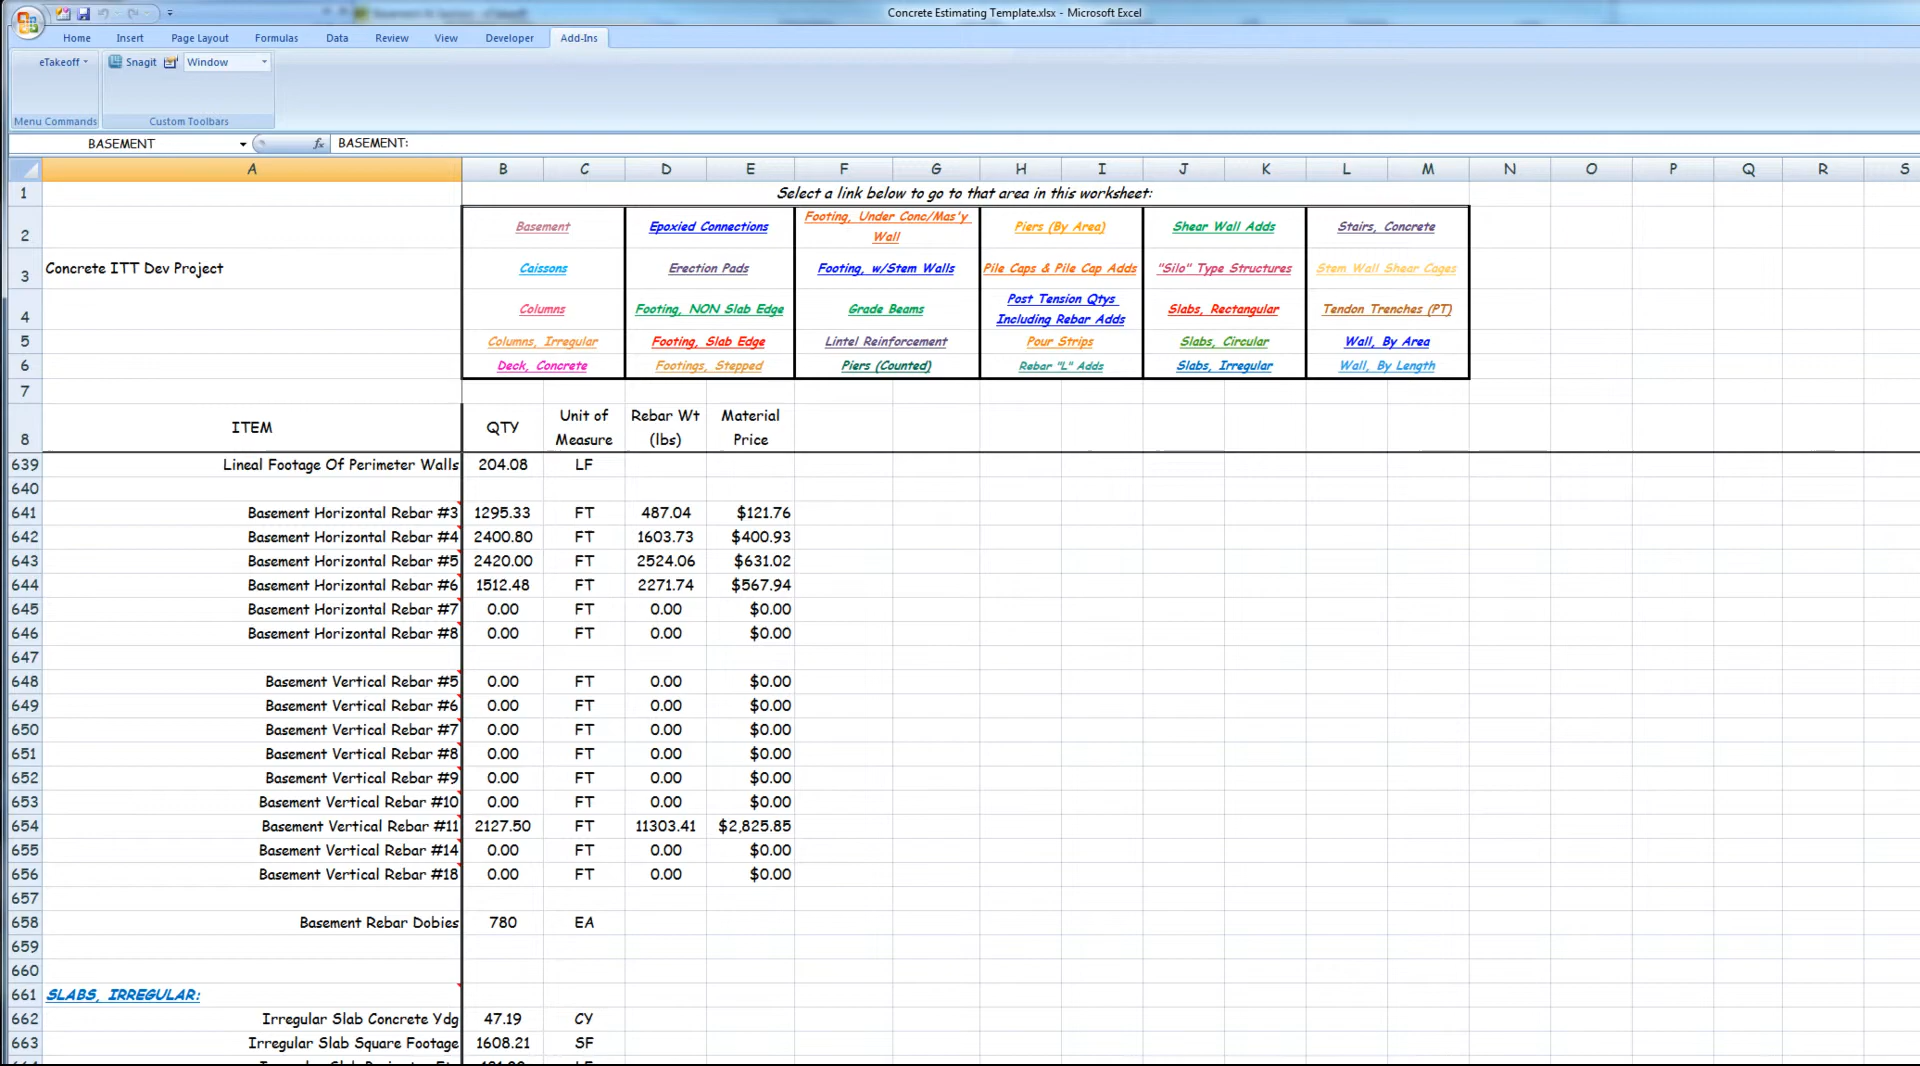 Concrete Estimating Template.xlsx - Microsoft Excel
Home Insert Page Layout Formulas Data Review View Developer Add-Ins
eTakeoff Snagit Window
Menu Commands Custom Toolbars
BASEMENT fx BASEMENT:
A B C D E F G H I J K L M N O P Q R S
1 Select a link below to go to that area in this worksheet:
2 Basement Epoxied Connections Footing, Under Conc/Mas'y Wall Piers (By Area) Shear Wall Adds Stairs, Concrete
3 Concrete ITT Dev Project Caissons Erection Pads Footing, w/Stem Walls Pile Caps & Pile Cap Adds "Silo" Type Structures Stem Wall Shear Cages
4 Columns Footing, NON Slab Edge Grade Beams Post Tension Qtys Including Rebar Adds Slabs, Rectangular Tendon Trenches (PT)
5 Columns, Irregular Footing, Slab Edge Lintel Reinforcement Pour Strips Slabs, Circular Wall, By Area
6 Deck, Concrete Footings, Stepped Piers (Counted) Rebar "L" Adds Slabs, Irregular Wall, By Length
7
8 ITEM QTY Unit of Measure Rebar Wt (lbs) Material Price
639 Lineal Footage Of Perimeter Walls 204.08 LF
640
641 Basement Horizontal Rebar #3 1295.33 FT 487.04 $121.76
642 Basement Horizontal Rebar #4 2400.80 FT 1603.73 $400.93
643 Basement Horizontal Rebar #5 2420.00 FT 2524.06 $631.02
644 Basement Horizontal Rebar #6 1512.48 FT 2271.74 $567.94
645 Basement Horizontal Rebar #7 0.00 FT 0.00 $0.00
646 Basement Horizontal Rebar #8 0.00 FT 0.00 $0.00
647
648 Basement Vertical Rebar #5 0.00 FT 0.00 $0.00
649 Basement Vertical Rebar #6 0.00 FT 0.00 $0.00
650 Basement Vertical Rebar #7 0.00 FT 0.00 $0.00
651 Basement Vertical Rebar #8 0.00 FT 0.00 $0.00
652 Basement Vertical Rebar #9 0.00 FT 0.00 $0.00
653 Basement Vertical Rebar #10 0.00 FT 0.00 $0.00
654 Basement Vertical Rebar #11 2127.50 FT 11303.41 $2,825.85
655 Basement Vertical Rebar #14 0.00 FT 0.00 $0.00
656 Basement Vertical Rebar #18 0.00 FT 0.00 $0.00
657
658 Basement Rebar Dobies 780 EA
659
660
661 SLABS, IRREGULAR:
662 Irregular Slab Concrete Ydg 47.19 CY
663 Irregular Slab Square Footage 1608.21 SF